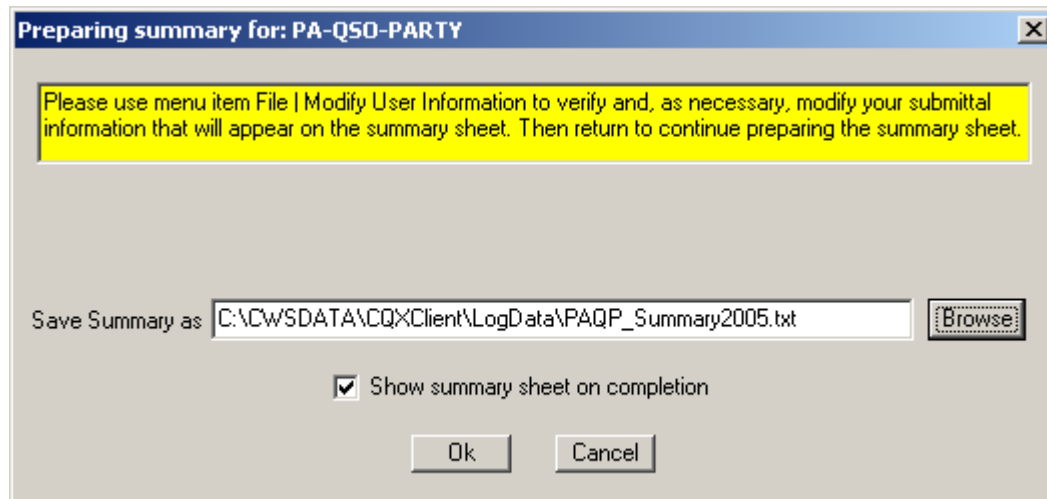 Preparing summary for: PA-QSO-PARTY
Please use menu item File | Modify User Information to verify and, as necessary, modify your submittal
information that will appear on the summary sheet. Then return to continue preparing the summary sheet.
Save Summary as C:\CWSDATA\CQXClient\LogData\PAQP_Summary2005.txt Browse
Show summary sheet on completion
Ok Cancel